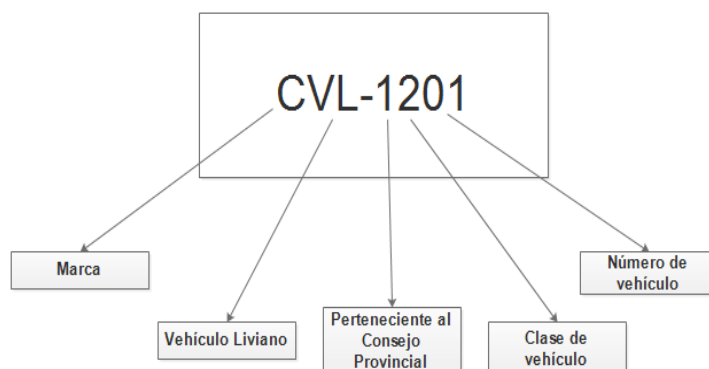 CVL-1201
Marca
Número de
vehículo
Vehículo Liviano
Perteneciente al
Consejo
Provincial
Clase de
vehículo